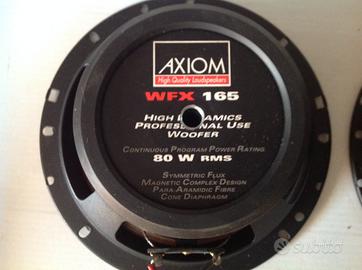 AXIOM
High Quality Loudspeakers
WFX 165
HIGH DYNAMICS
PROFESSIONAL USE
WOOFER
CONTINUOUS PROGRAM POWER RATING
80 W RMS
SYMMETRIC FLUX
MAGNETIC COMPLEX DESIGN
PARA-ARAMIDIC FIBRE
CONE DIAPHRAGM
subito